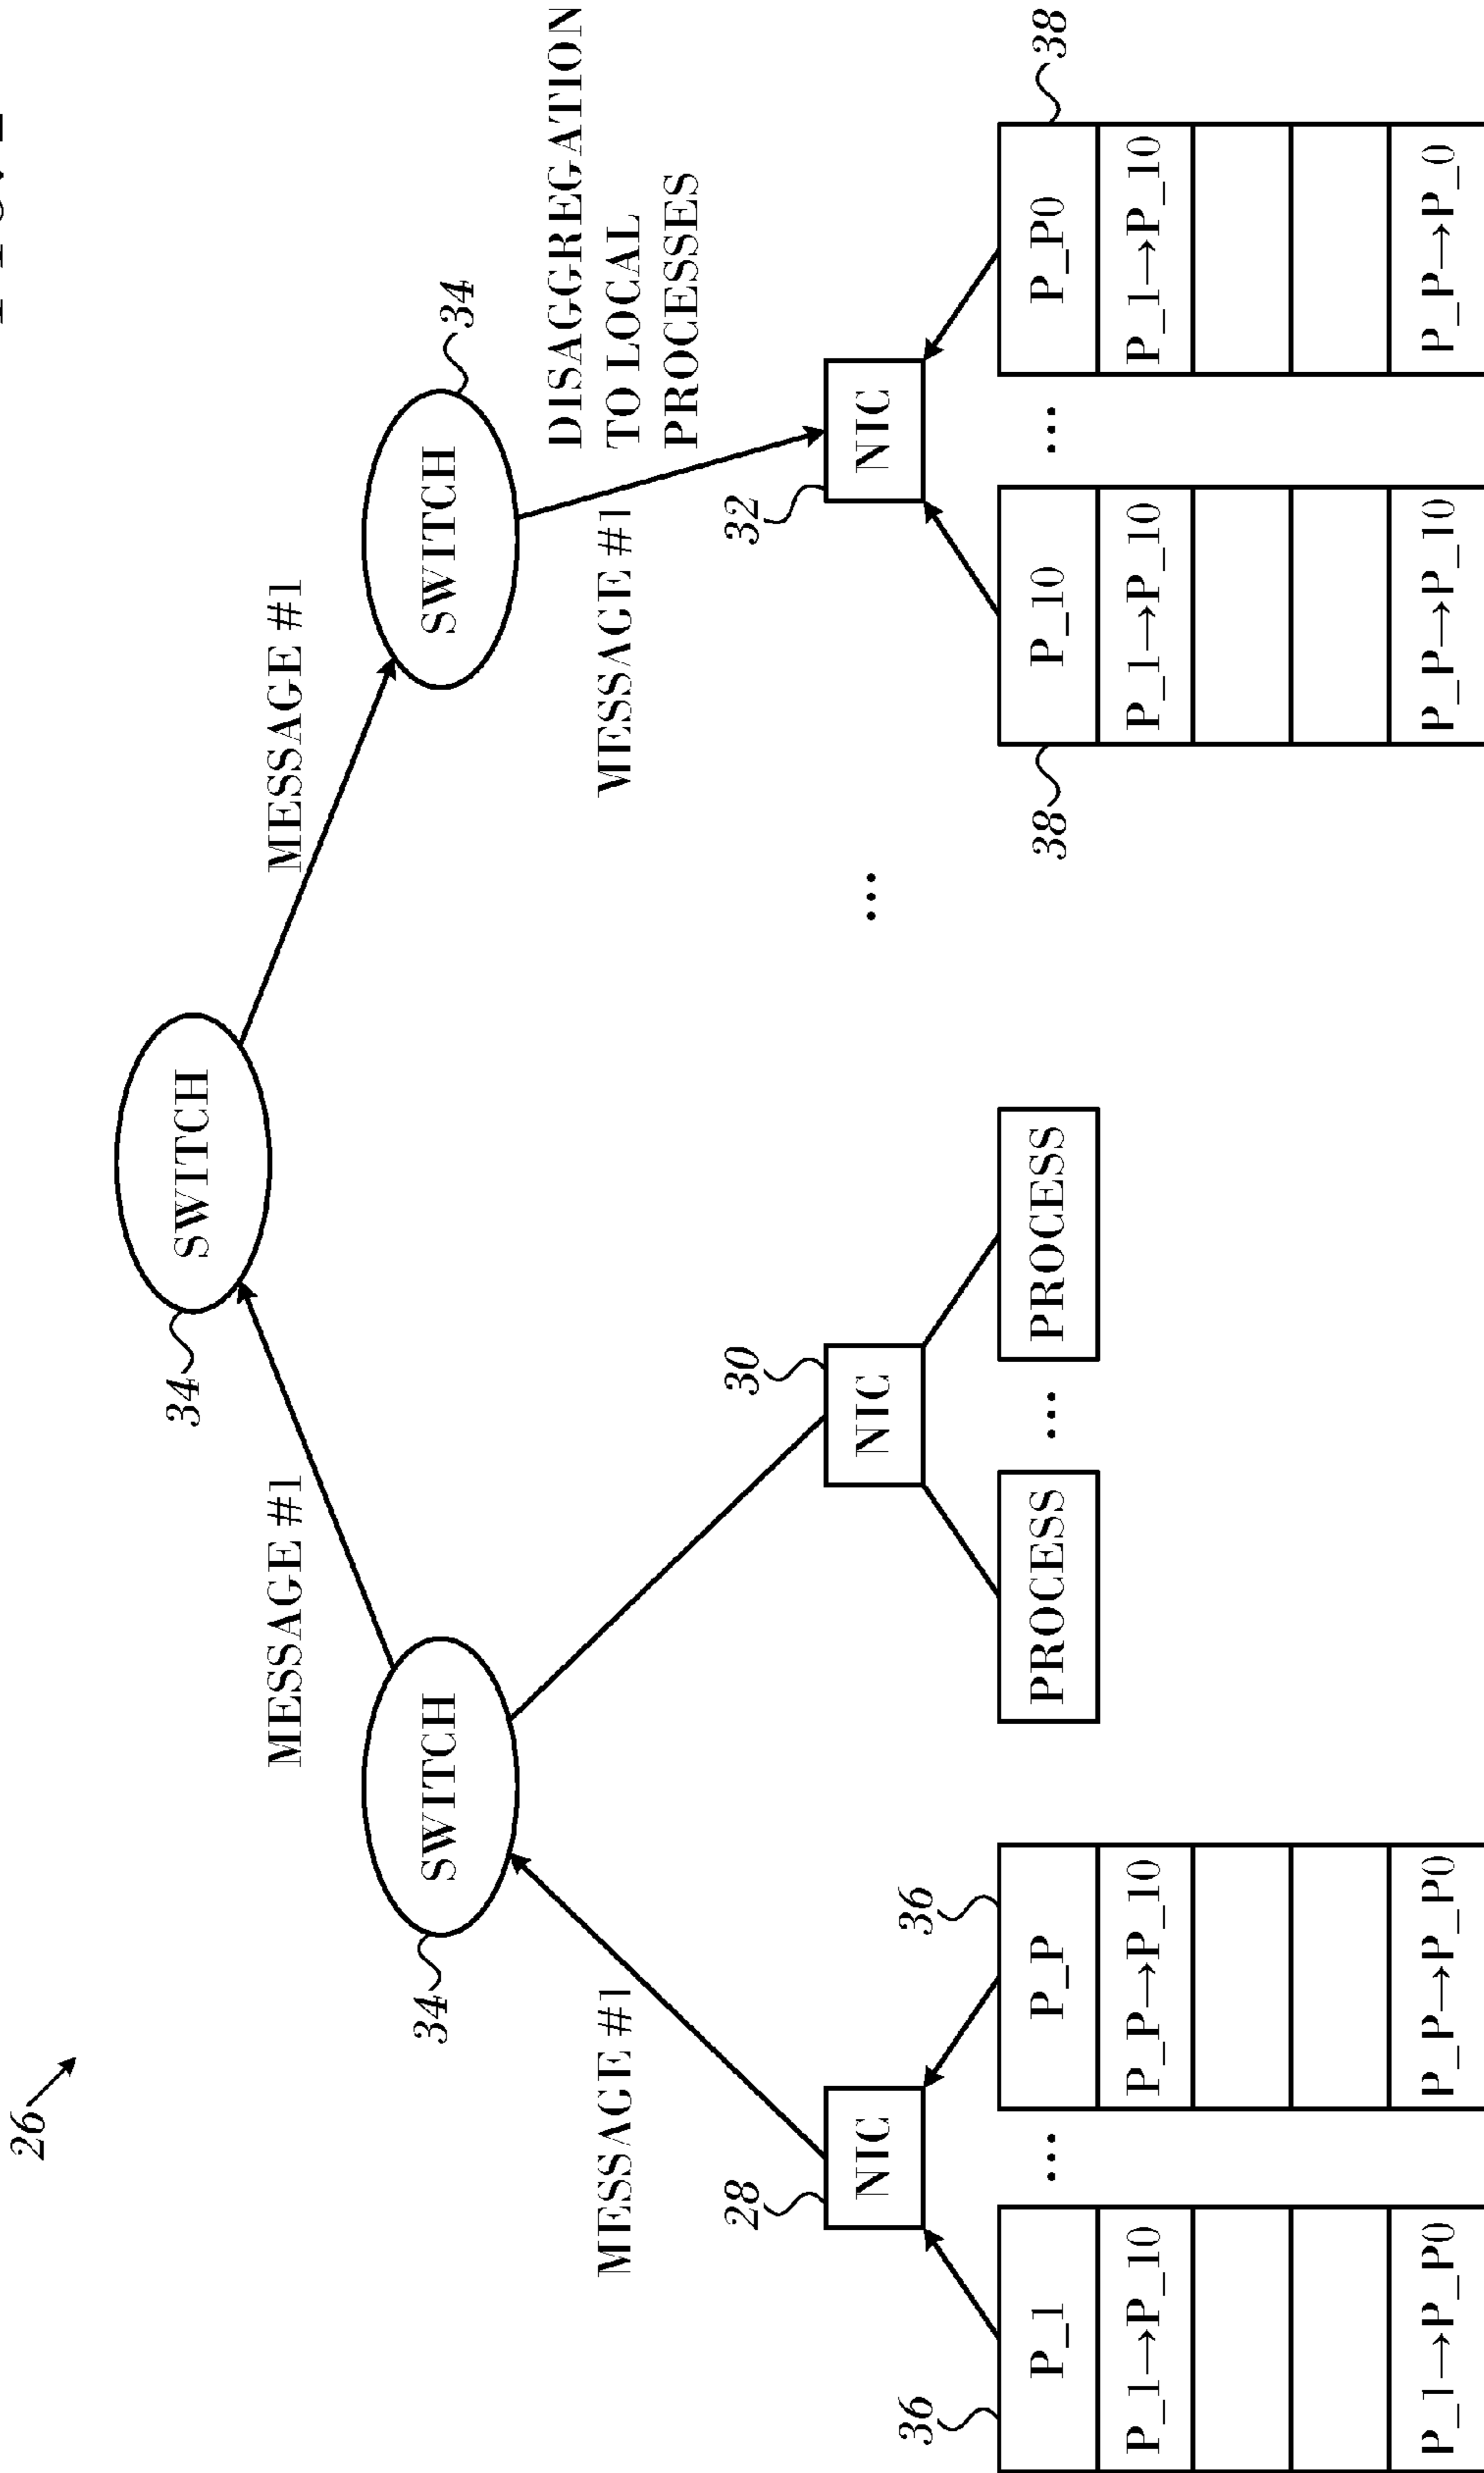 26
34
SWITCH
MESSAGE #1
MESSAGE #1
34
SWITCH
SWITCH
34
MESSAGE #1
MESSAGE #1
DISAGGREGATION
TO LOCAL
PROCESSES
28
NIC
30
NIC
...
32
NIC
36
36
P_1
...
P_P
PROCESS
...
PROCESS
38
P_10
...
P_P0
38
P_1→P_10
P_P→P_10
P_1→P_10
P_1→P_10
P_1→P_P0
P_P→P_P0
P_P→P_10
P_P→P_0